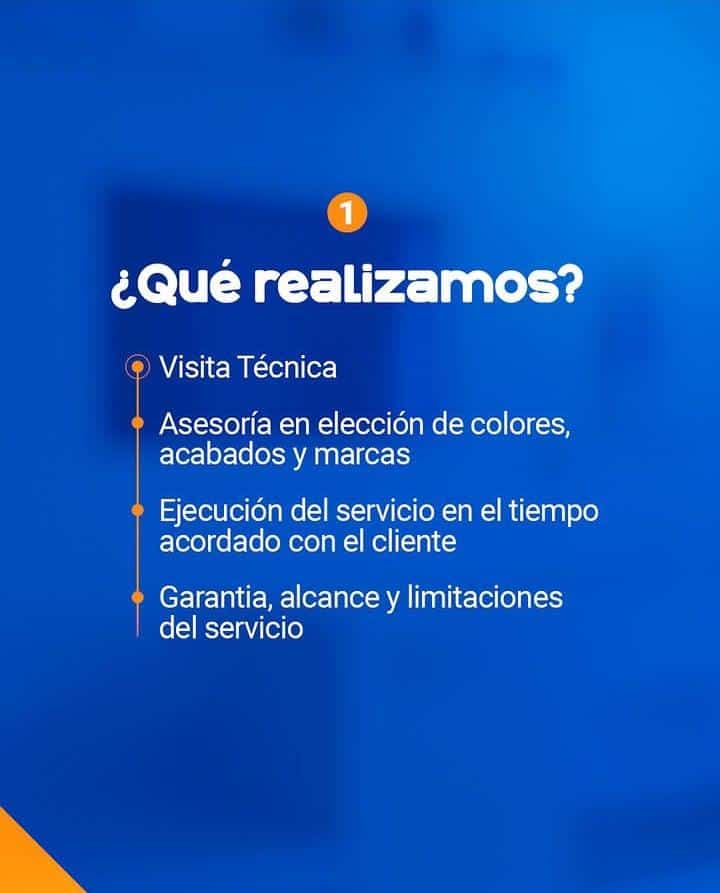 1
¿Qué realizamos?
Visita Técnica
Asesoría en elección de colores,
acabados y marcas
Ejecución del servicio en el tiempo
acordado con el cliente
Garantia, alcance y limitaciones
del servicio